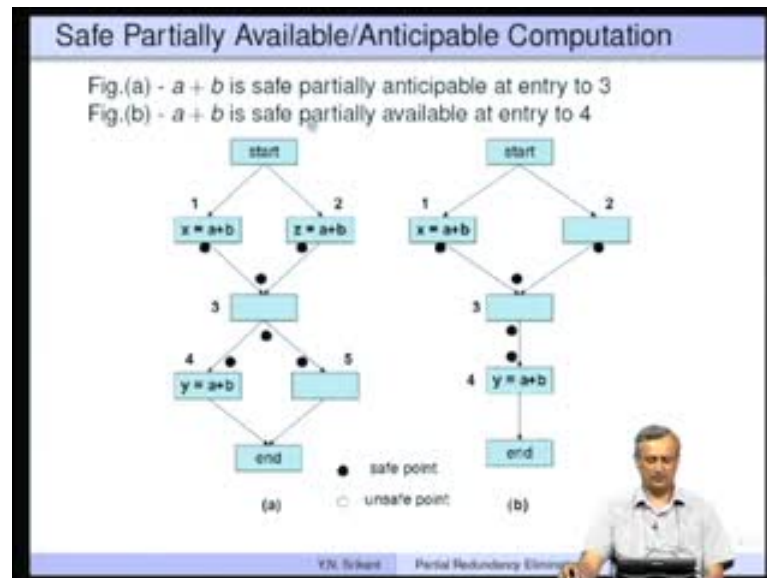 Safe Partially Available/Anticipable Computation
Fig.(a) - a + b is safe partially anticipable at entry to 3
Fig.(b) - a + b is safe partially available at entry to 4
start
start
1
2
1
2
x = a+b
z = a+b
x = a+b
3
3
4
5
y = a+b
4
y = a+b
end
end
safe point
unsafe point
(a)
(b)
Y.N. Srikant
Partial Redundancy Elimin